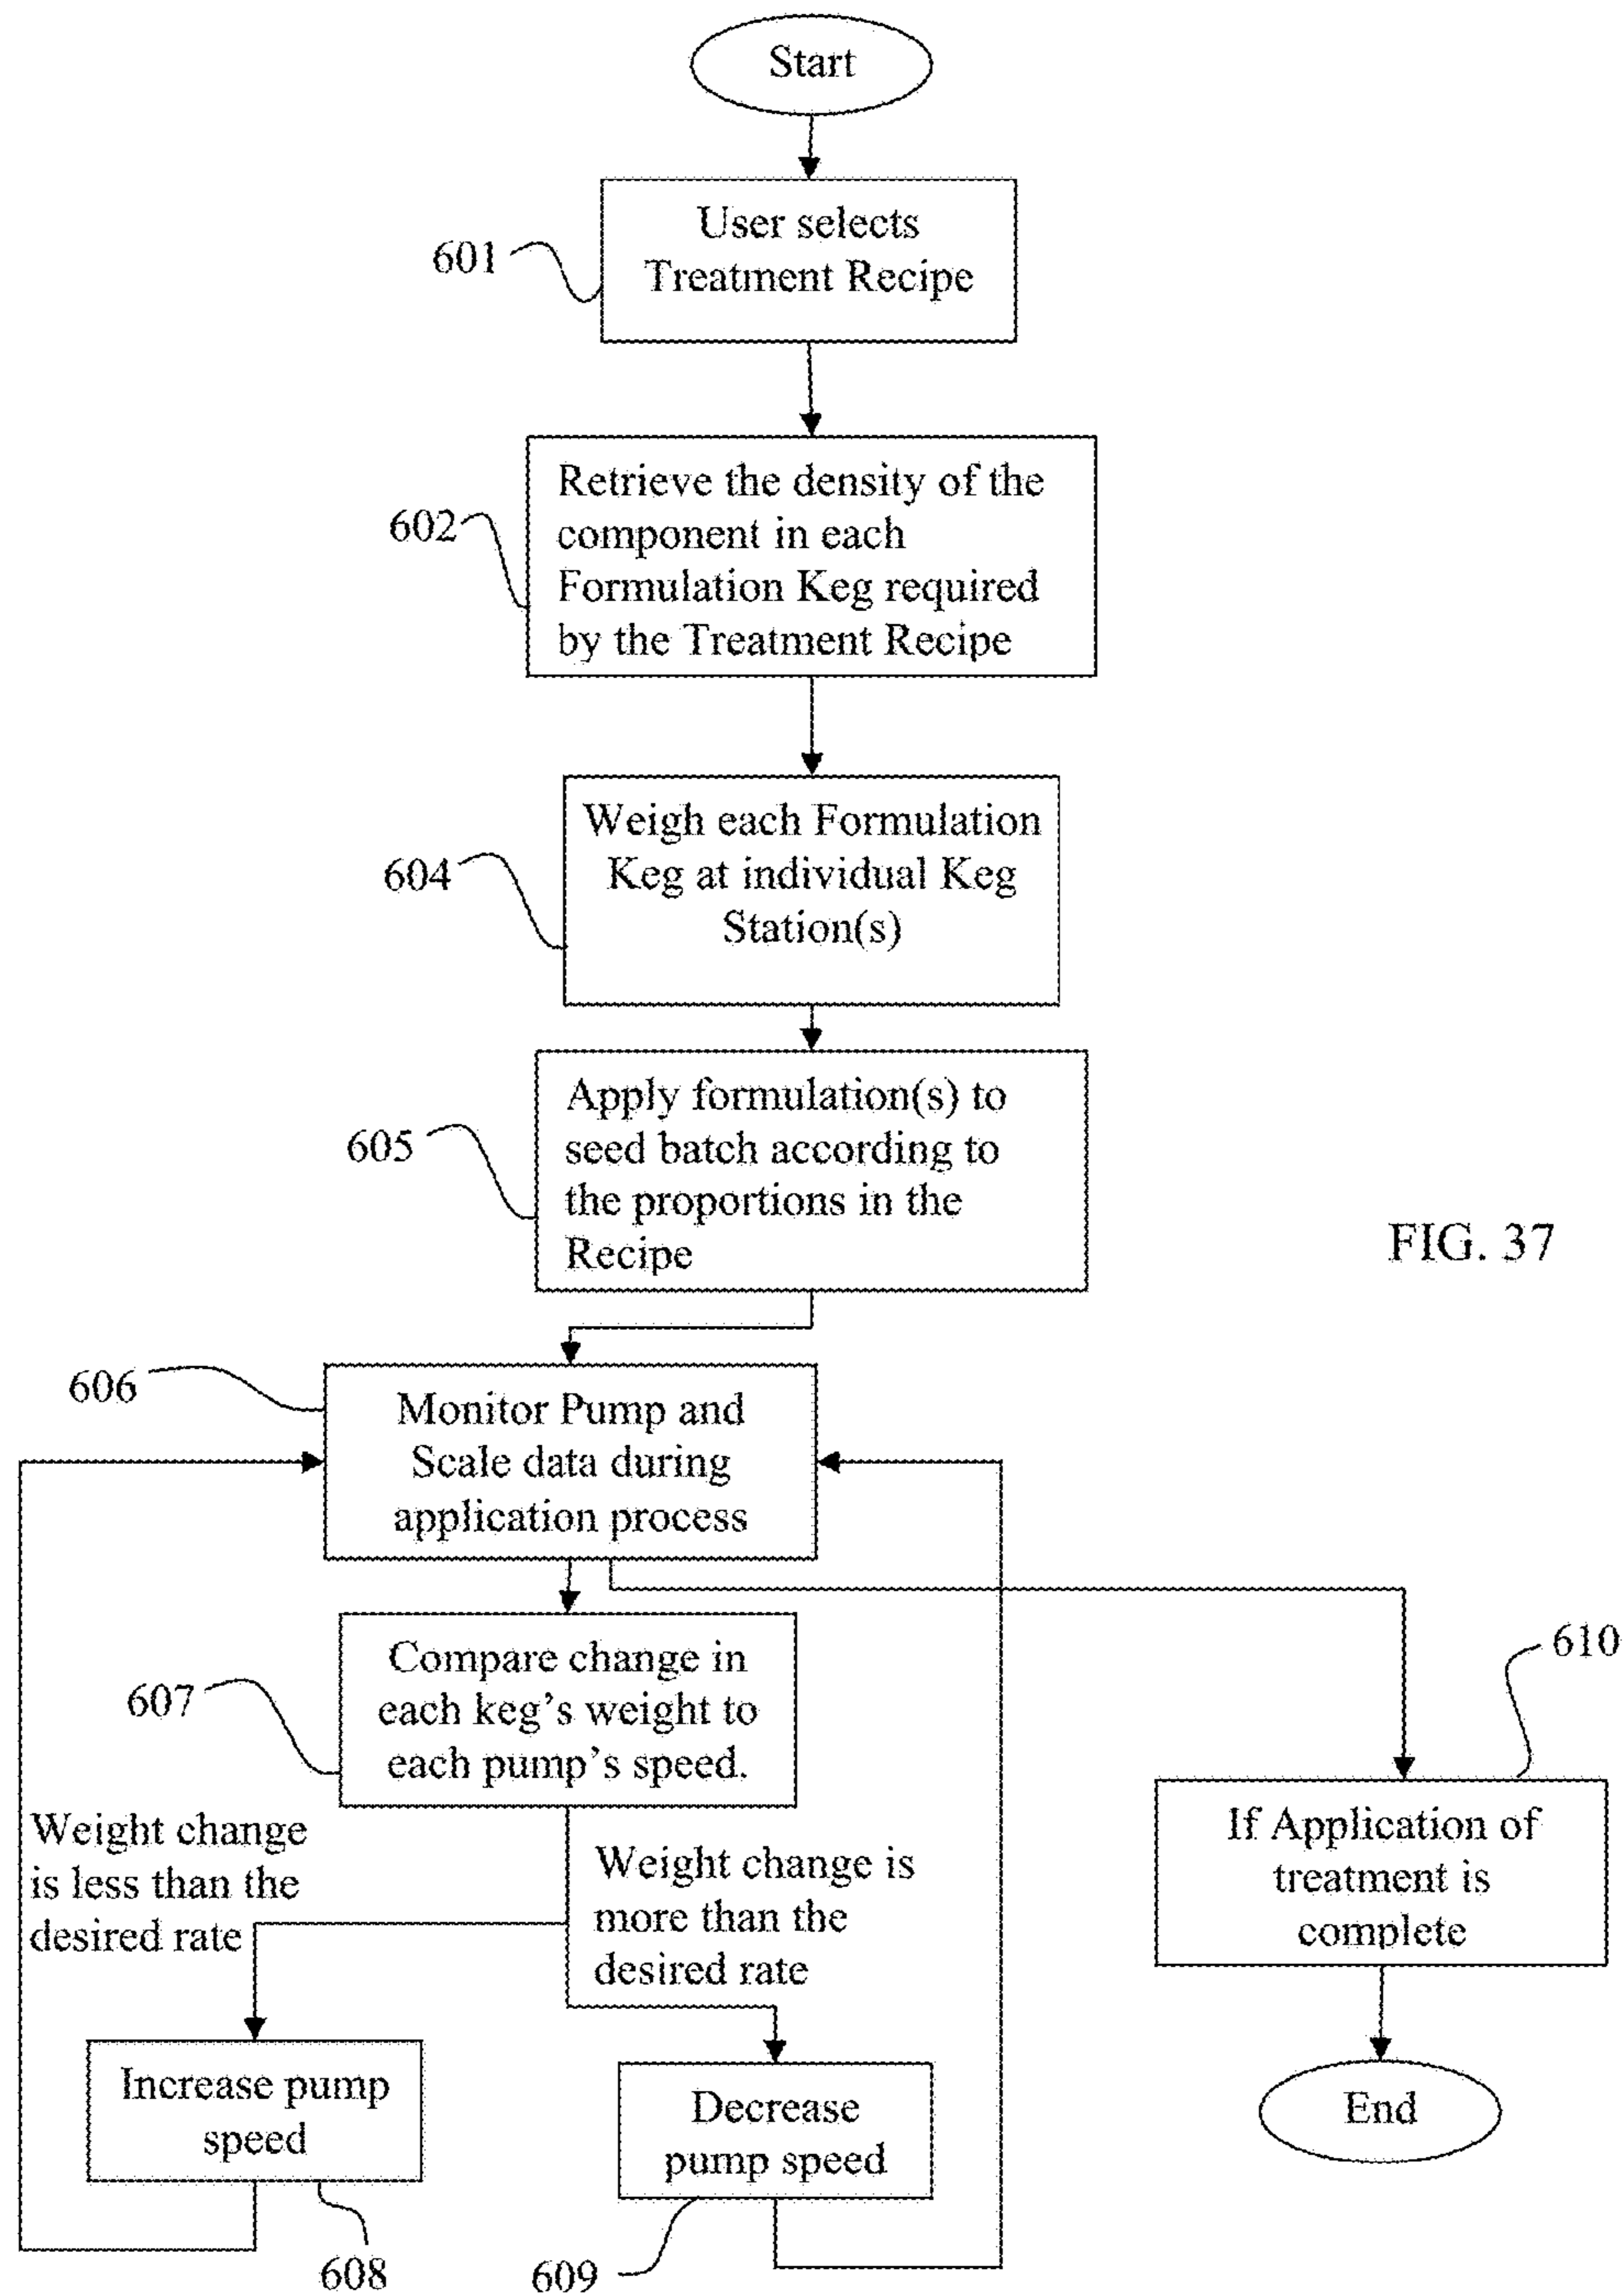 Start
User selects
Treatment Recipe
601
Retrieve the density of the
component in each
Formulation Keg required
by the Treatment Recipe
602
Weigh each Formulation
Keg at individual Keg
Station(s)
604
Apply formulation(s) to
seed batch according to
the proportions in the
Recipe
605
FIG. 37
606
Monitor Pump and
Scale data during
application process
Compare change in
each keg's weight to
each pump's speed.
607
610
Weight change
is less than the
desired rate
Weight change is
more than the
desired rate
If Application of
treatment is
complete
Increase pump
speed
Decrease
pump speed
End
608
609